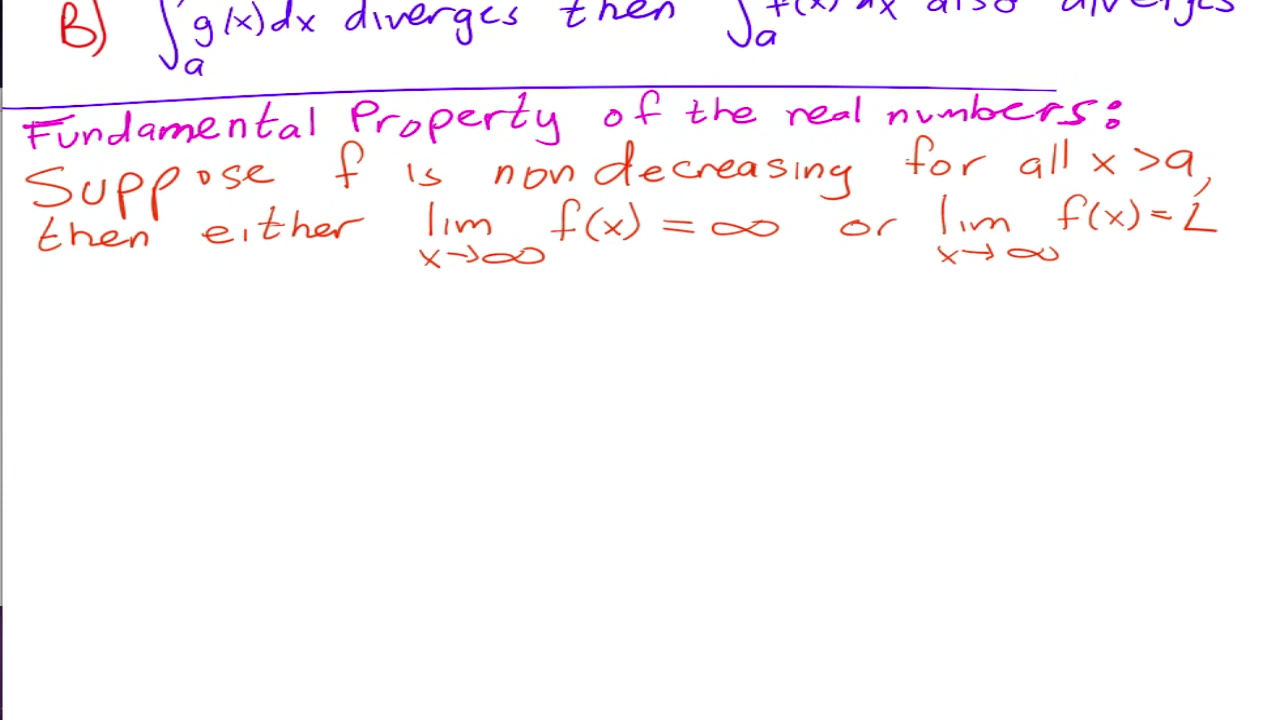 B) ∫ₐ g(x)dx diverges then ∫ₐ f(x) dx also diverges
Fundamental Property of the real numbers:
Suppose f is nondecreasing for all x > a,
then either lim f(x) = ∞ or lim f(x) = L
x→∞ x→∞